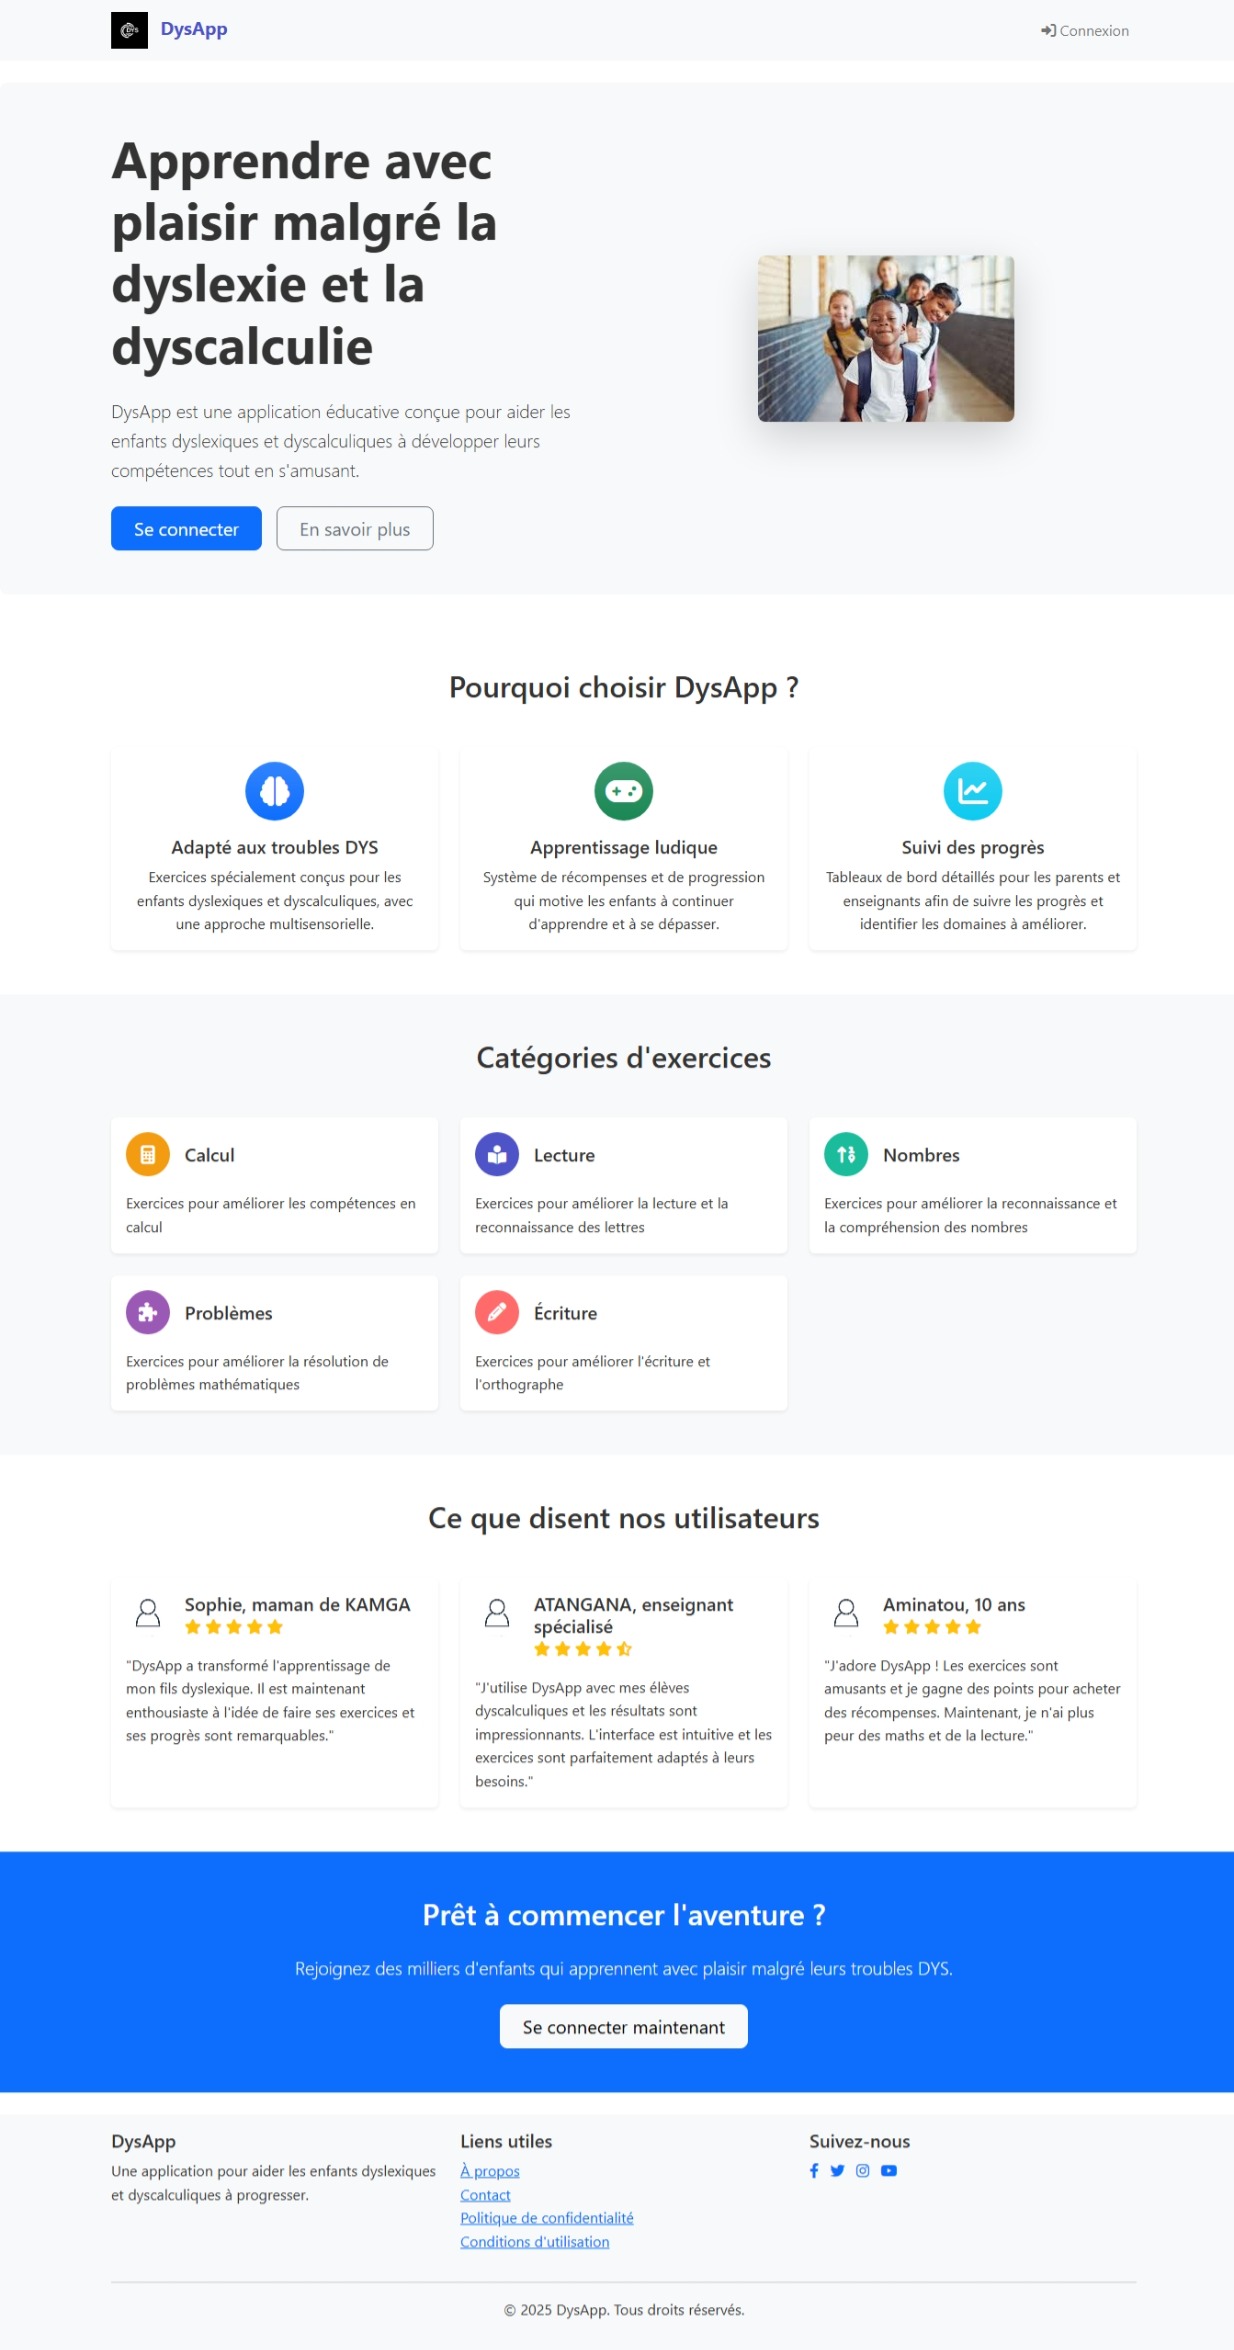 DYS
DysApp
Connexion
Apprendre avec
plaisir malgré la
dyslexie et la
dyscalculie
DysApp est une application éducative conçue pour aider les
enfants dyslexiques et dyscalculiques à développer leurs
compétences tout en s'amusant.
Se connecter
En savoir plus
Pourquoi choisir DysApp ?
Adapté aux troubles DYS
Exercices spécialement conçus pour les
enfants dyslexiques et dyscalculiques, avec
une approche multisensorielle.
Apprentissage ludique
Système de récompenses et de progression
qui motive les enfants à continuer
d'apprendre et à se dépasser.
Suivi des progrès
Tableaux de bord détaillés pour les parents et
enseignants afin de suivre les progrès et
identifier les domaines à améliorer.
Catégories d'exercices
Calcul
Exercices pour améliorer les compétences en
calcul
Lecture
Exercices pour améliorer la lecture et la
reconnaissance des lettres
Nombres
Exercices pour améliorer la reconnaissance et
la compréhension des nombres
Problèmes
Exercices pour améliorer la résolution de
problèmes mathématiques
Écriture
Exercices pour améliorer l'écriture et
l'orthographe
Ce que disent nos utilisateurs
Sophie, maman de KAMGA
"DysApp a transformé l'apprentissage de
mon fils dyslexique. Il est maintenant
enthousiaste à l'idée de faire ses exercices et
ses progrès sont remarquables."
ATANGANA, enseignant
spécialisé
"J'utilise DysApp avec mes élèves
dyscalculiques et les résultats sont
impressionnants. L'interface est intuitive et les
exercices sont parfaitement adaptés à leurs
besoins."
Aminatou, 10 ans
"J'adore DysApp ! Les exercices sont
amusants et je gagne des points pour acheter
des récompenses. Maintenant, je n'ai plus
peur des maths et de la lecture."
Prêt à commencer l'aventure ?
Rejoignez des milliers d'enfants qui apprennent avec plaisir malgré leurs troubles DYS.
Se connecter maintenant
DysApp
Une application pour aider les enfants dyslexiques
et dyscalculiques à progresser.
Liens utiles
À propos
Contact
Politique de confidentialité
Conditions d'utilisation
Suivez-nous
© 2025 DysApp. Tous droits réservés.